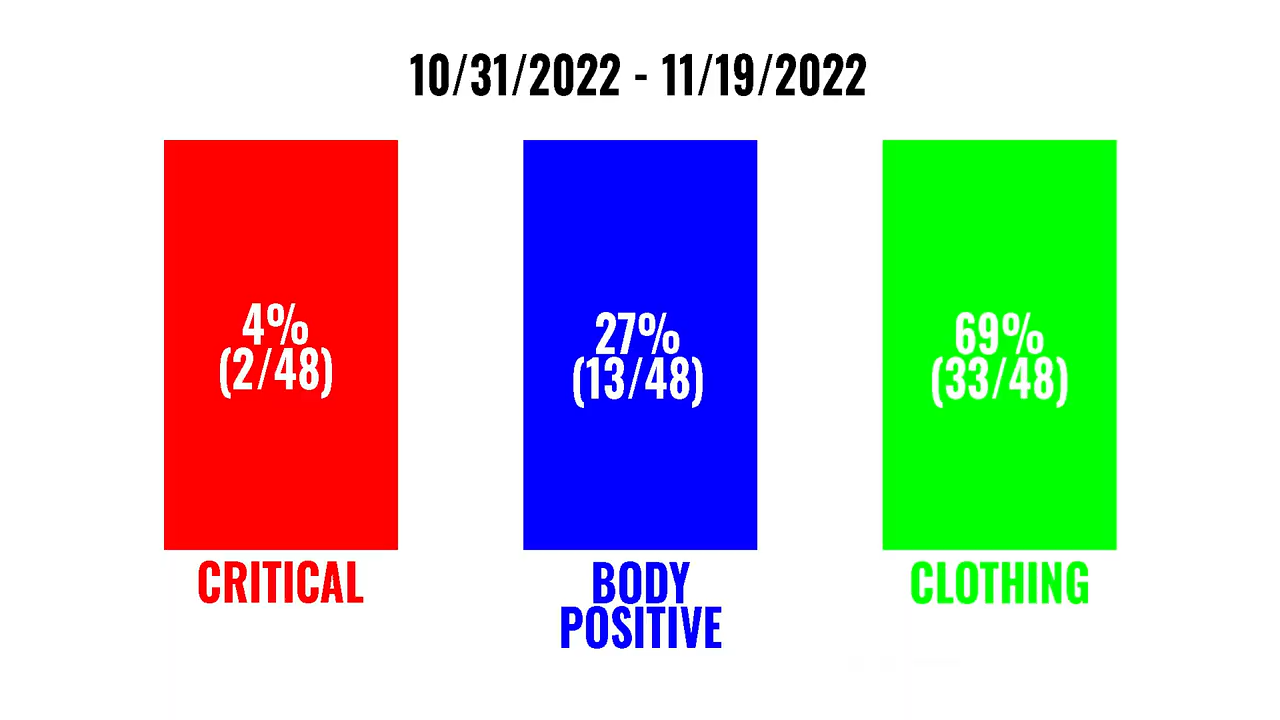 10/31/2022 - 11/19/2022
4%
(2/48)
27%
(13/48)
69%
(33/48)
CRITICAL
BODY
POSITIVE
CLOTHING